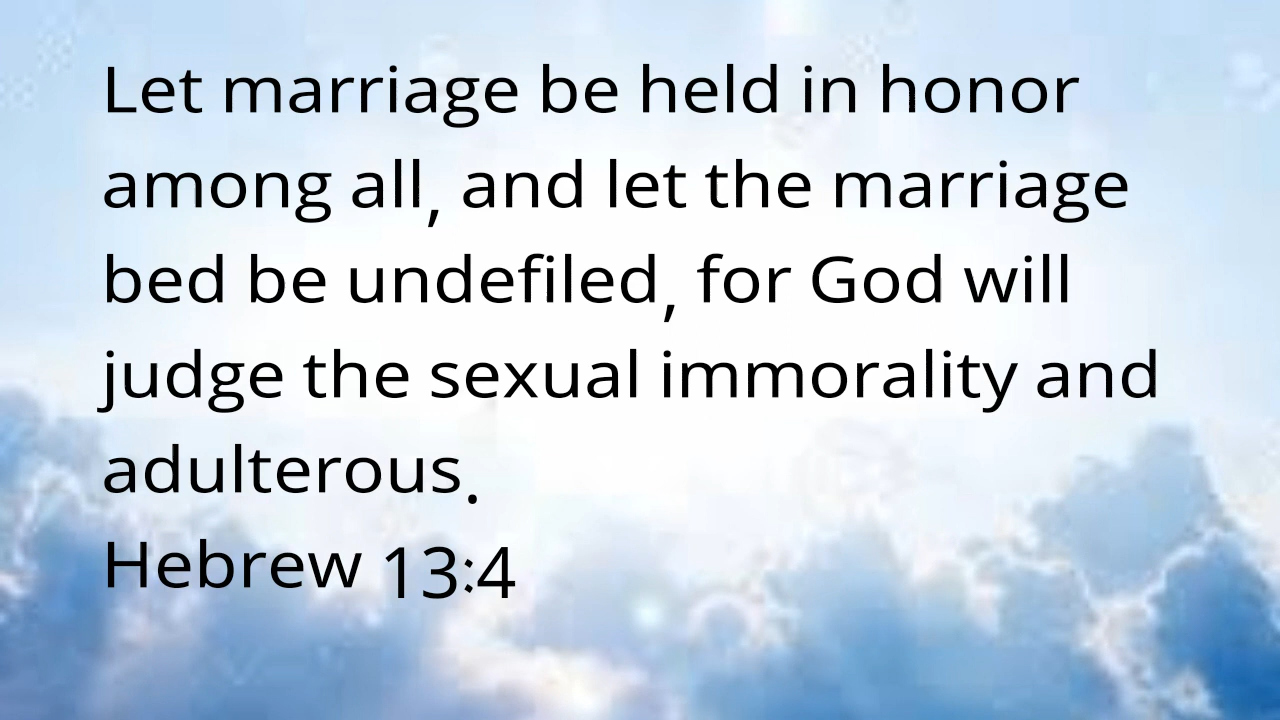 Let marriage be held in honor
among all, and let the marriage
bed be undefiled, for God will
judge the sexual immorality and
adulterous.
Hebrew 13:4